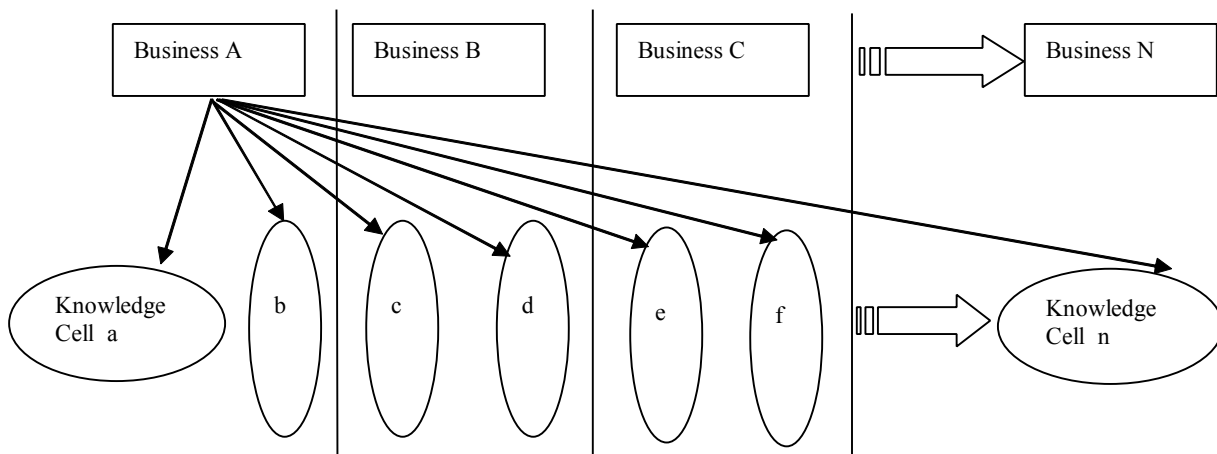 Business A
Business B
Business C
Business N
Knowledge
Cell a
b
c
d
e
f
Knowledge
Cell n